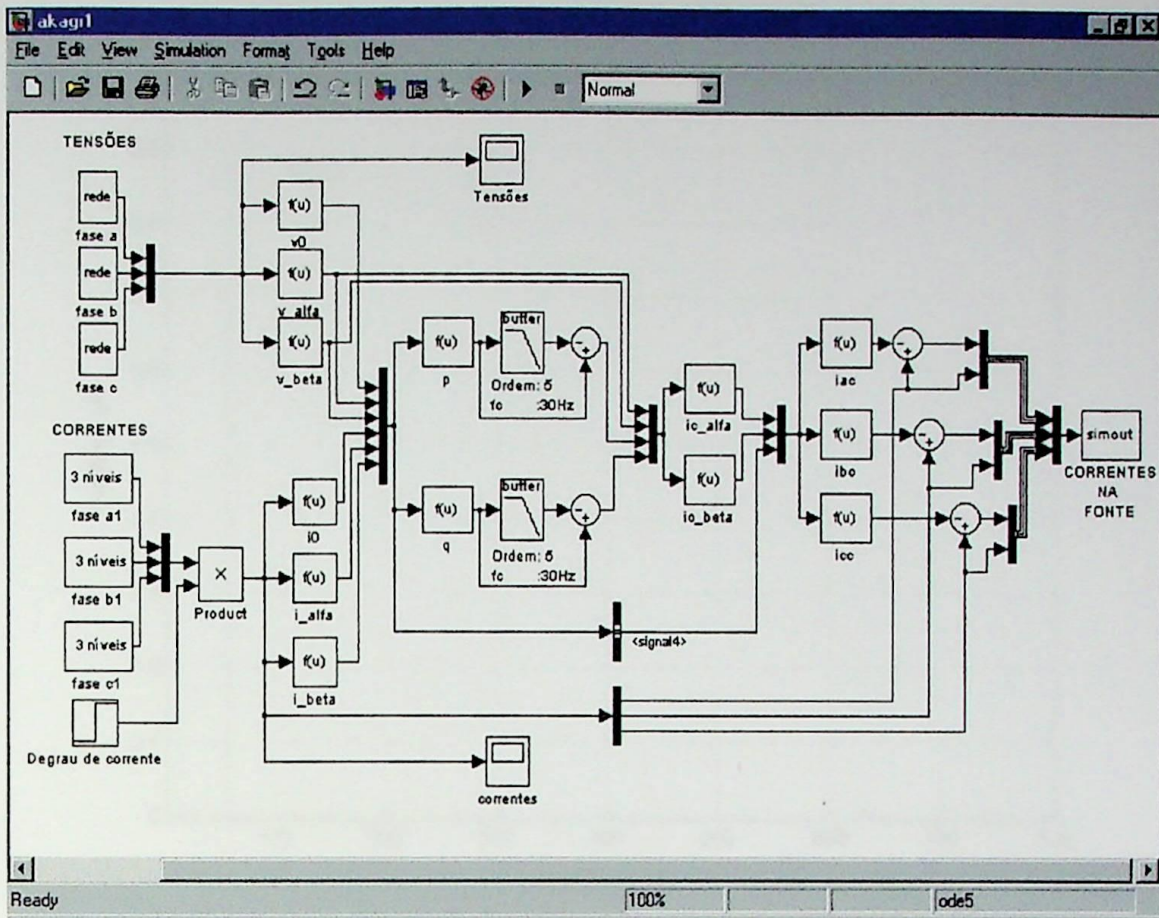 akagi1
File Edit View Simulation Format Tools Help
Normal
TENSÕES
rede
fase a
rede
fase b
rede
fase c
Tensões
f(u)
v0
f(u)
v_alfa
f(u)
v_beta
CORRENTES
3 níveis
fase a1
3 níveis
fase b1
3 níveis
fase c1
Degrau de corrente
×
Product
f(u)
i0
f(u)
i_alfa
f(u)
i_beta
f(u)
p
butter
Ordem: 5
fc :30Hz
f(u)
q
butter
Ordem: 5
fc :30Hz
f(u)
ic_alfa
f(u)
ic_beta
<signal4>
correntes
f(u)
iac
f(u)
ibc
f(u)
icc
simout
CORRENTES
NA
FONTE
Ready
100%
ode5